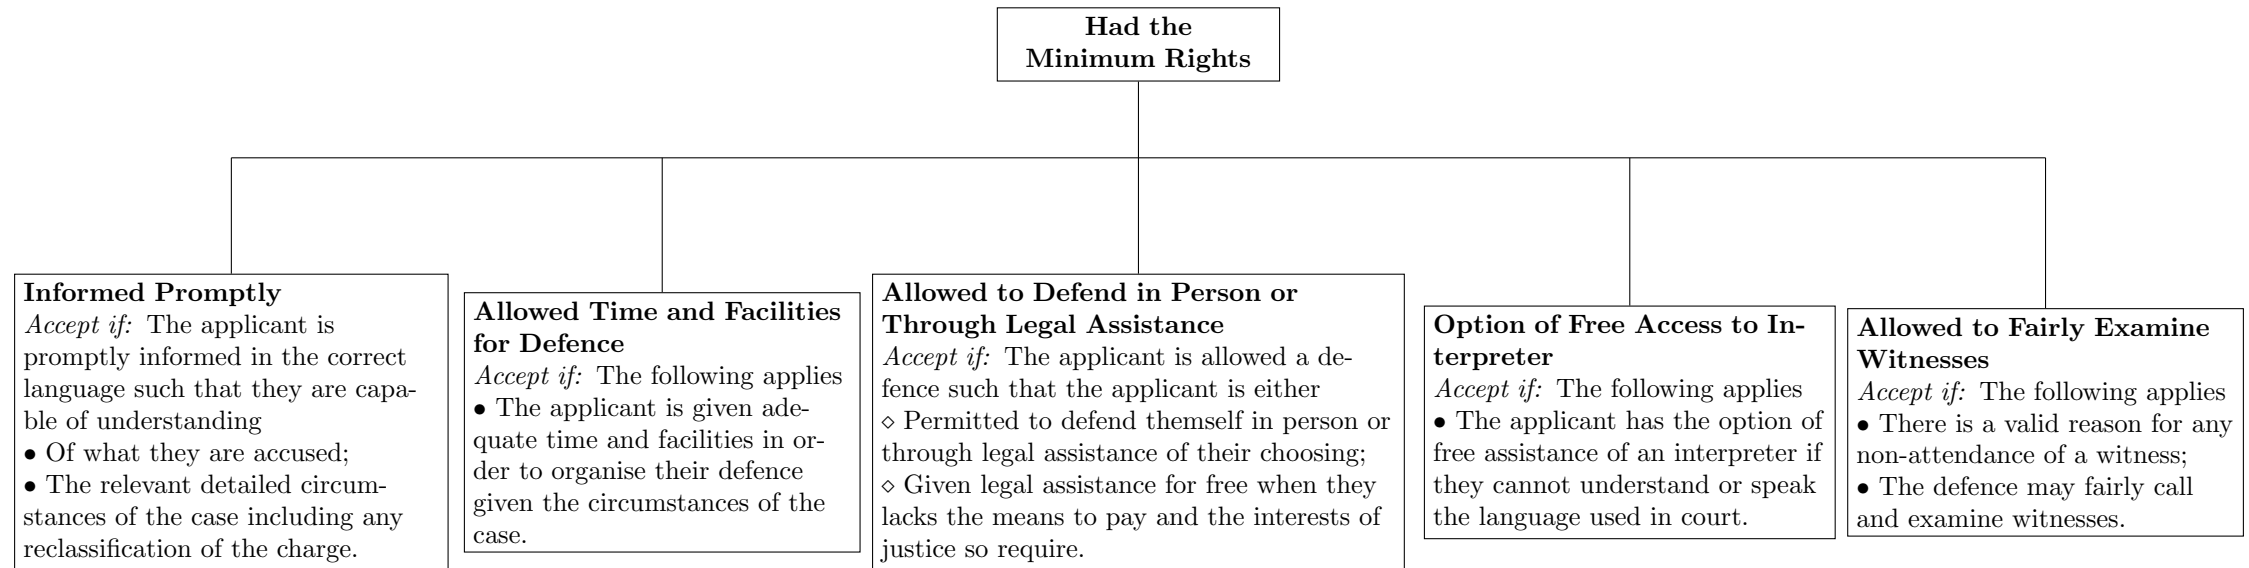 Had the
Minimum Rights
Informed Promptly
Accept if: The applicant is
promptly informed in the correct
language such that they are capa-
ble of understanding
• Of what they are accused;
• The relevant detailed circum-
stances of the case including any
reclassification of the charge.
Allowed Time and Facilities
for Defence
Accept if: The following applies
• The applicant is given ade-
quate time and facilities in or-
der to organise their defence
given the circumstances of the
case.
Allowed to Defend in Person or
Through Legal Assistance
Accept if: The applicant is allowed a de-
fence such that the applicant is either
⋄ Permitted to defend themself in person or
through legal assistance of their choosing;
⋄ Given legal assistance for free when they
lacks the means to pay and the interests of
justice so require.
Option of Free Access to In-
terpreter
Accept if: The following applies
• The applicant has the option of
free assistance of an interpreter if
they cannot understand or speak
the language used in court.
Allowed to Fairly Examine
Witnesses
Accept if: The following applies
• There is a valid reason for any
non-attendance of a witness;
• The defence may fairly call
and examine witnesses.